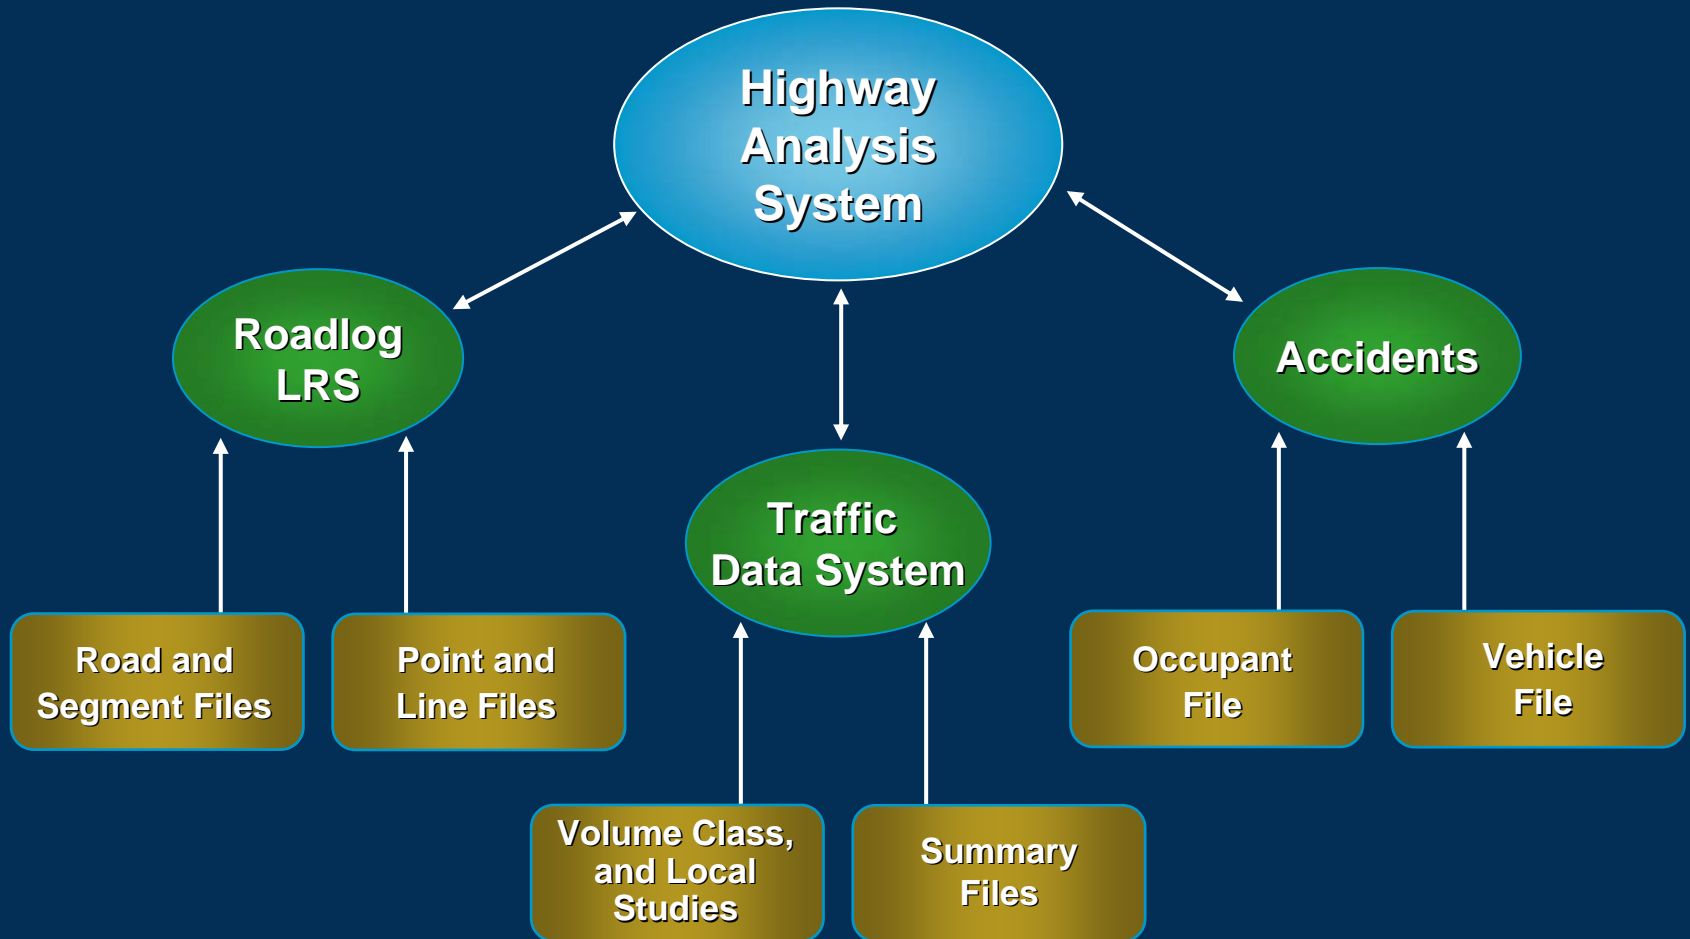 Highway
Analysis
System
Roadlog
LRS
Accidents
Traffic
Data System
Road and
Segment Files
Point and
Line Files
Occupant
File
Vehicle
File
Volume Class,
and Local
Studies
Summary
Files